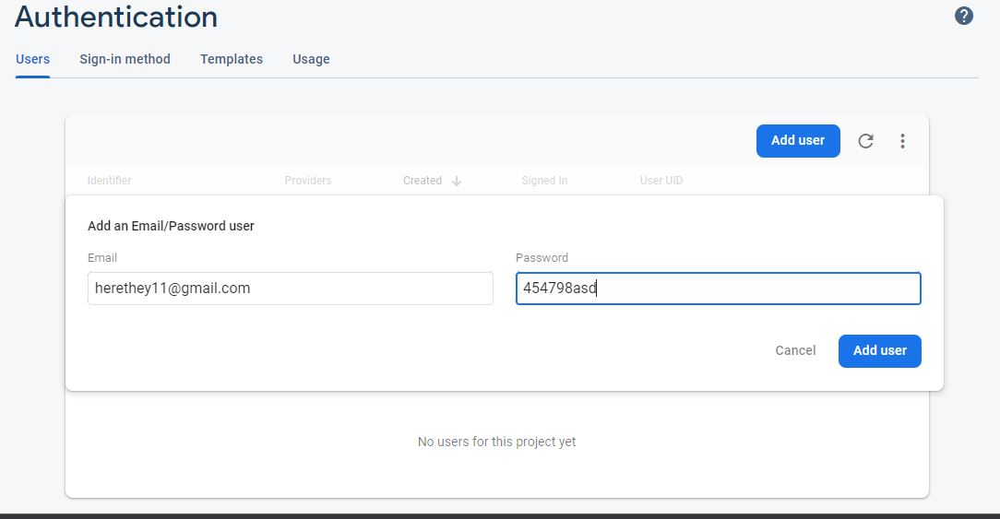 Authentication
Users Sign-in method Templates Usage
Add user
Identifier Providers Created Signed In User UID
Add an Email/Password user
Email Password
herethey11@gmail.com 454798asd
Cancel Add user
No users for this project yet